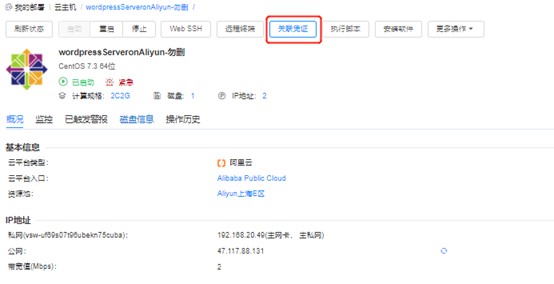 我的部署 / 云主机 / wordpressServeronAliyun-勿删 /
刷新状态 启动 重启 停止 Web SSH 远程终端 关联凭证 执行脚本 安装软件 更多操作
wordpressServeronAliyun-勿删
CentOS 7.3 64位
已启动 紧急
计算规格: 2C2G 磁盘: 1 IP地址: 2
概况 监控 已触发警报 磁盘信息 操作历史
基本信息
云平台类型: 阿里云
云平台入口: Alibaba Public Cloud
资源池: Aliyun上海E区
IP地址
私网(vsw-uf69s07t96ubekn75cuba): 192.168.20.49(主网卡、 主私网)
公网: 47.117.88.131
带宽值(Mbps): 2